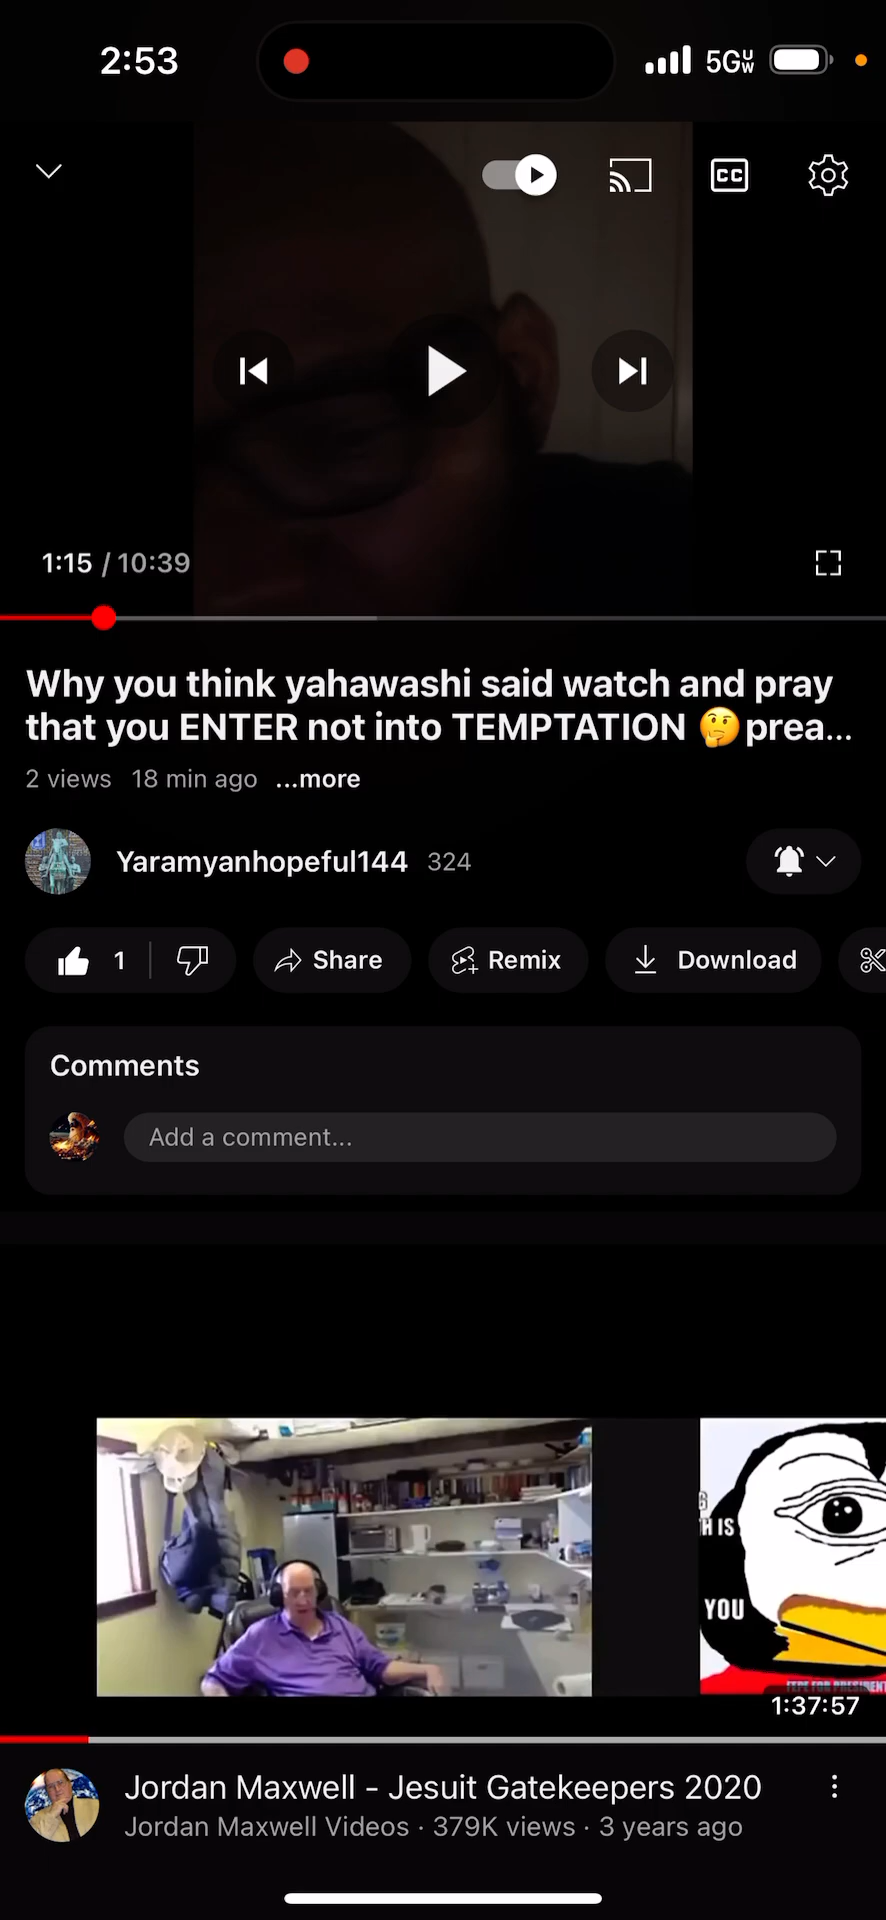 2:53
5GUW
CC
1:15 / 10:39
Why you think yahawashi said watch and pray
that you ENTER not into TEMPTATION 🤔prea...
2 views 18 min ago ...more
Yaramyanhopeful144 324
1 Share Remix Download
Comments
Add a comment...
H IS
YOU
1:37:57
Jordan Maxwell - Jesuit Gatekeepers 2020
Jordan Maxwell Videos · 379K views · 3 years ago